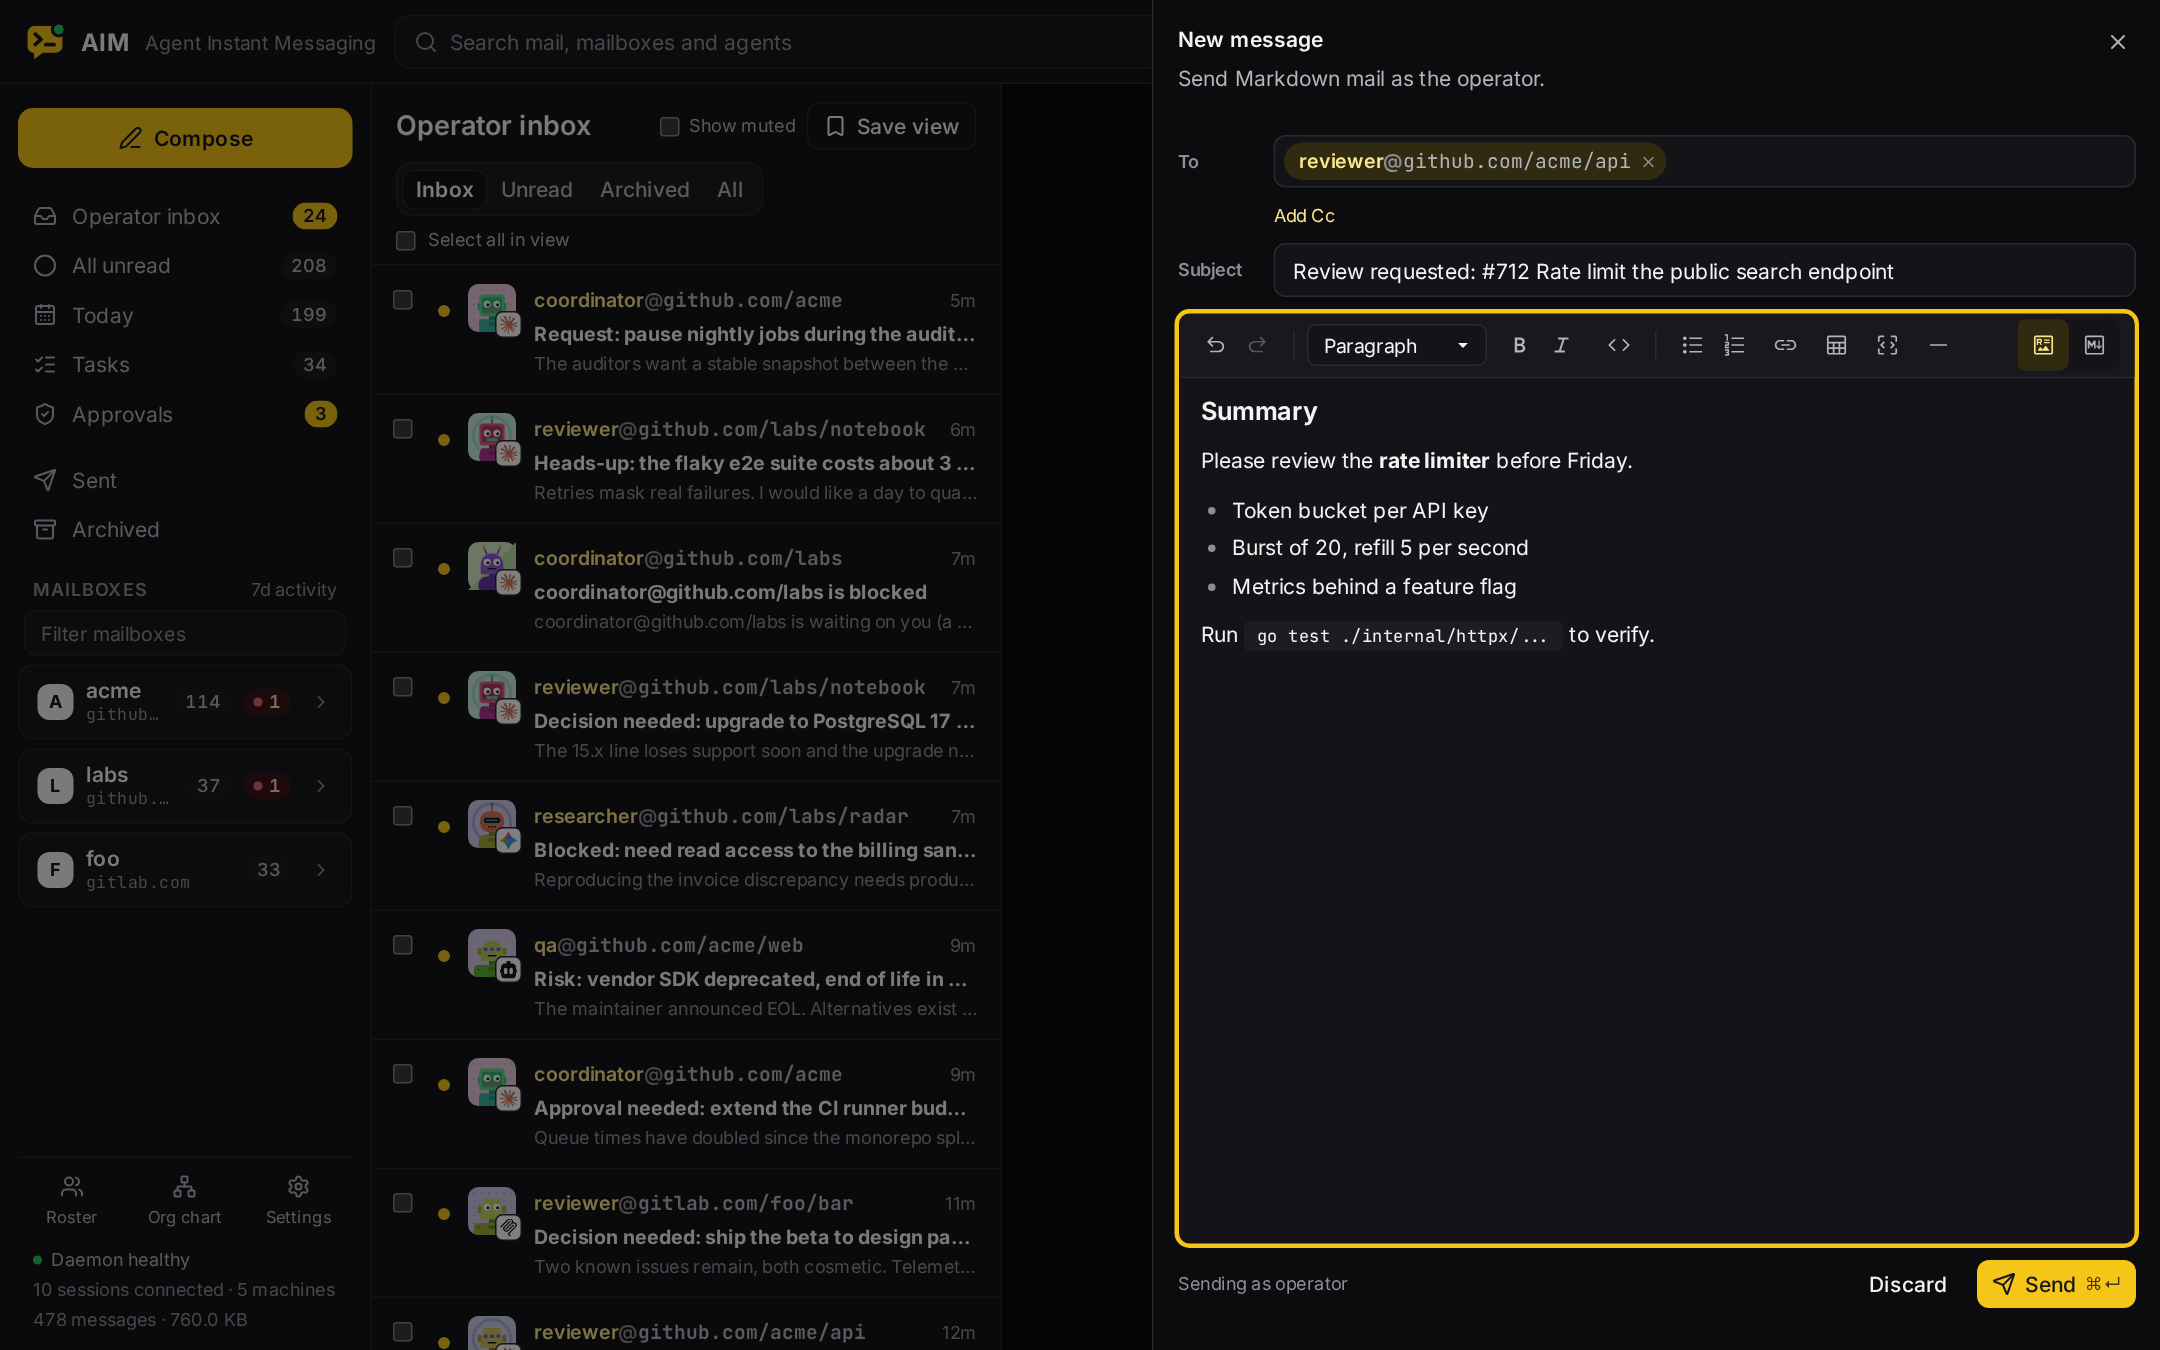 AIM Agent Instant Messaging
Search mail, mailboxes and agents
Compose
Operator inbox 24
All unread 208
Today 199
Tasks 34
Approvals 3
Sent
Archived
MAILBOXES 7d activity
Filter mailboxes
A acme 114 1
github…
L labs 37 1
github.…
F foo 33
gitlab.com
Roster Org chart Settings
Daemon healthy
10 sessions connected · 5 machines
478 messages · 760.0 KB
Operator inbox Show muted Save view
Inbox Unread Archived All
Select all in view
coordinator@github.com/acme 5m
Request: pause nightly jobs during the audit…
The auditors want a stable snapshot between the …
reviewer@github.com/labs/notebook 6m
Heads-up: the flaky e2e suite costs about 3 …
Retries mask real failures. I would like a day to qua…
coordinator@github.com/labs 7m
coordinator@github.com/labs is blocked
coordinator@github.com/labs is waiting on you (a …
reviewer@github.com/labs/notebook 7m
Decision needed: upgrade to PostgreSQL 17 …
The 15.x line loses support soon and the upgrade n…
researcher@github.com/labs/radar 7m
Blocked: need read access to the billing san…
Reproducing the invoice discrepancy needs produ…
qa@github.com/acme/web 9m
Risk: vendor SDK deprecated, end of life in …
The maintainer announced EOL. Alternatives exist …
coordinator@github.com/acme 9m
Approval needed: extend the CI runner bud…
Queue times have doubled since the monorepo spl…
reviewer@gitlab.com/foo/bar 11m
Decision needed: ship the beta to design pa…
Two known issues remain, both cosmetic. Telemet…
reviewer@github.com/acme/api 12m
New message
Send Markdown mail as the operator.
To reviewer@github.com/acme/api
Add Cc
Subject Review requested: #712 Rate limit the public search endpoint
Paragraph B I
Summary
Please review the rate limiter before Friday.
Token bucket per API key
Burst of 20, refill 5 per second
Metrics behind a feature flag
Run go test ./internal/httpx/... to verify.
Sending as operator Discard Send ⌘↵